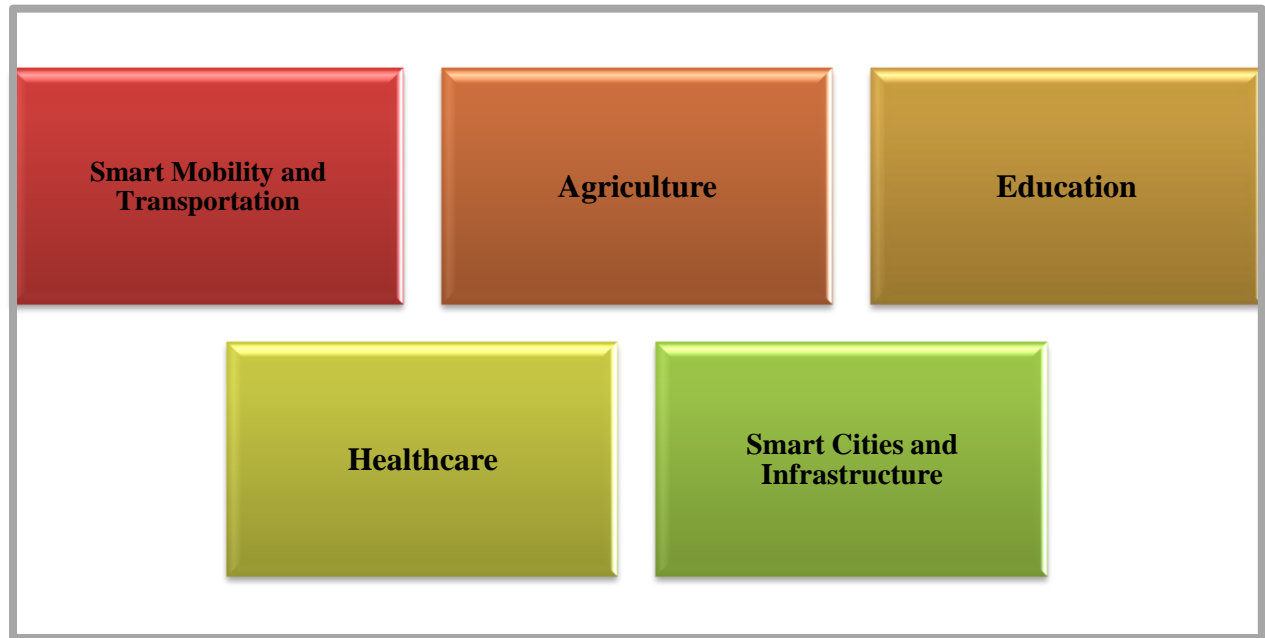 Smart Mobility and
Transportation
Agriculture
Education
Healthcare
Smart Cities and
Infrastructure